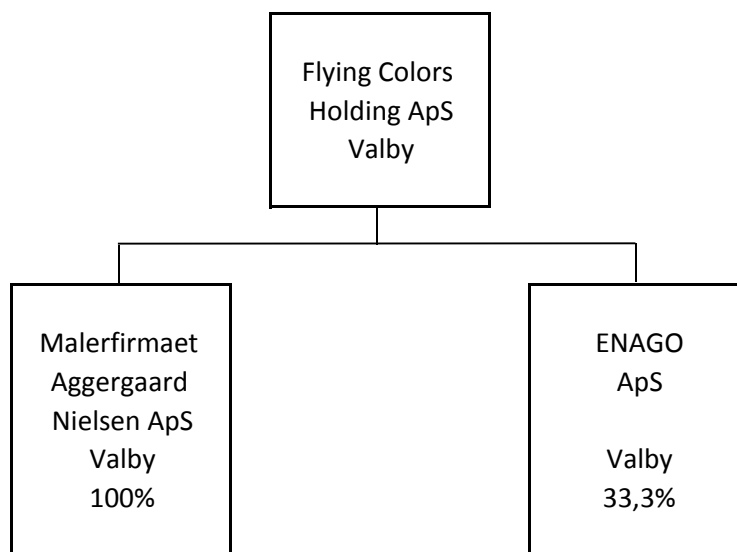 Flying Colors
Holding ApS
Valby
Malerfirmaet
Aggergaard
Nielsen ApS
Valby
100%
ENAGO
ApS
Valby
33,3%